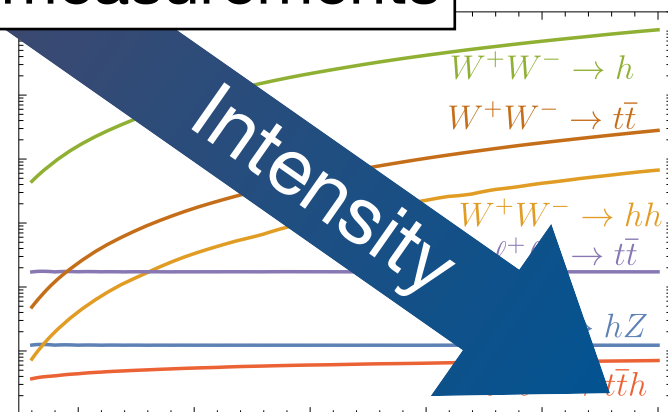 measurements
W⁺W⁻ → h
W⁺W⁻ → tt̄
Intensity
W⁺W⁻ → hh
ℓ⁺ → tt̄
hZ
tt̄h